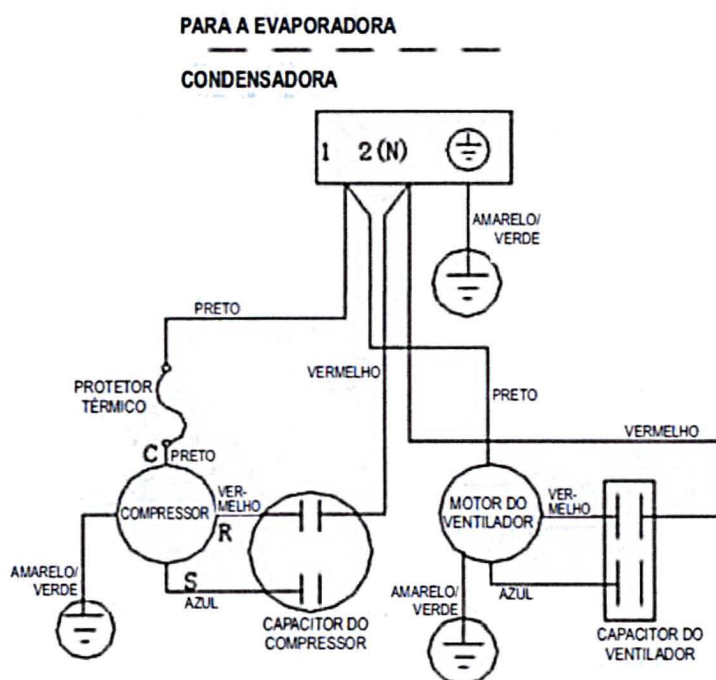 PARA A EVAPORADORA
CONDENSADORA
1 2(N)
AMARELO/
VERDE
PRETO
VERMELHO
PROTETOR
TÉRMICO
PRETO
VERMELHO
C PRETO
COMPRESSOR
VER-
MELHO
R
MOTOR DO
VENTILADOR
VER-
MELHO
AMARELO/
VERDE
S
AZUL
CAPACITOR DO
COMPRESSOR
AMARELO/
VERDE
AZUL
CAPACITOR DO
VENTILADOR